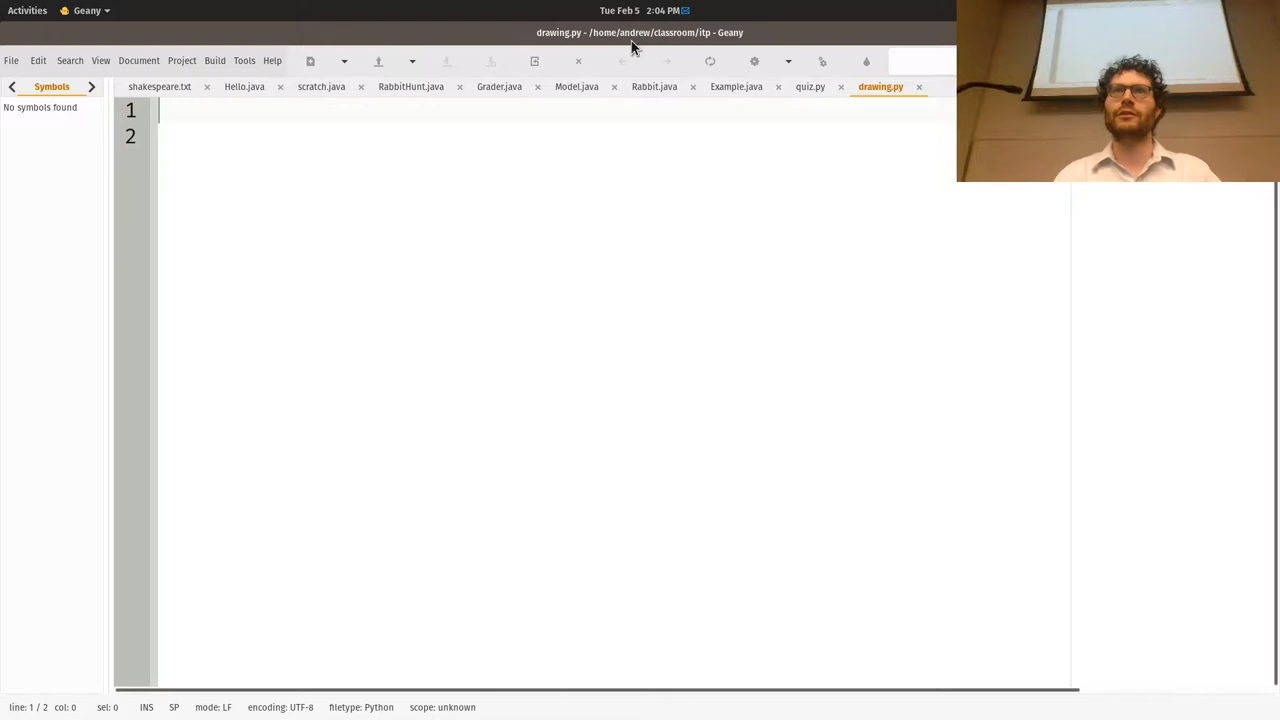 Activities Geany Tue Feb 5 2:04 PM
drawing.py - /home/andrew/classroom/itp - Geany
File Edit Search View Document Project Build Tools Help
Symbols shakespeare.txt Hello.java scratch.java RabbitHunt.java Grader.java Model.java Rabbit.java Example.java quiz.py drawing.py
No symbols found
1
2
line: 1 / 2 col: 0 sel: 0 INS SP mode: LF encoding: UTF-8 filetype: Python scope: unknown